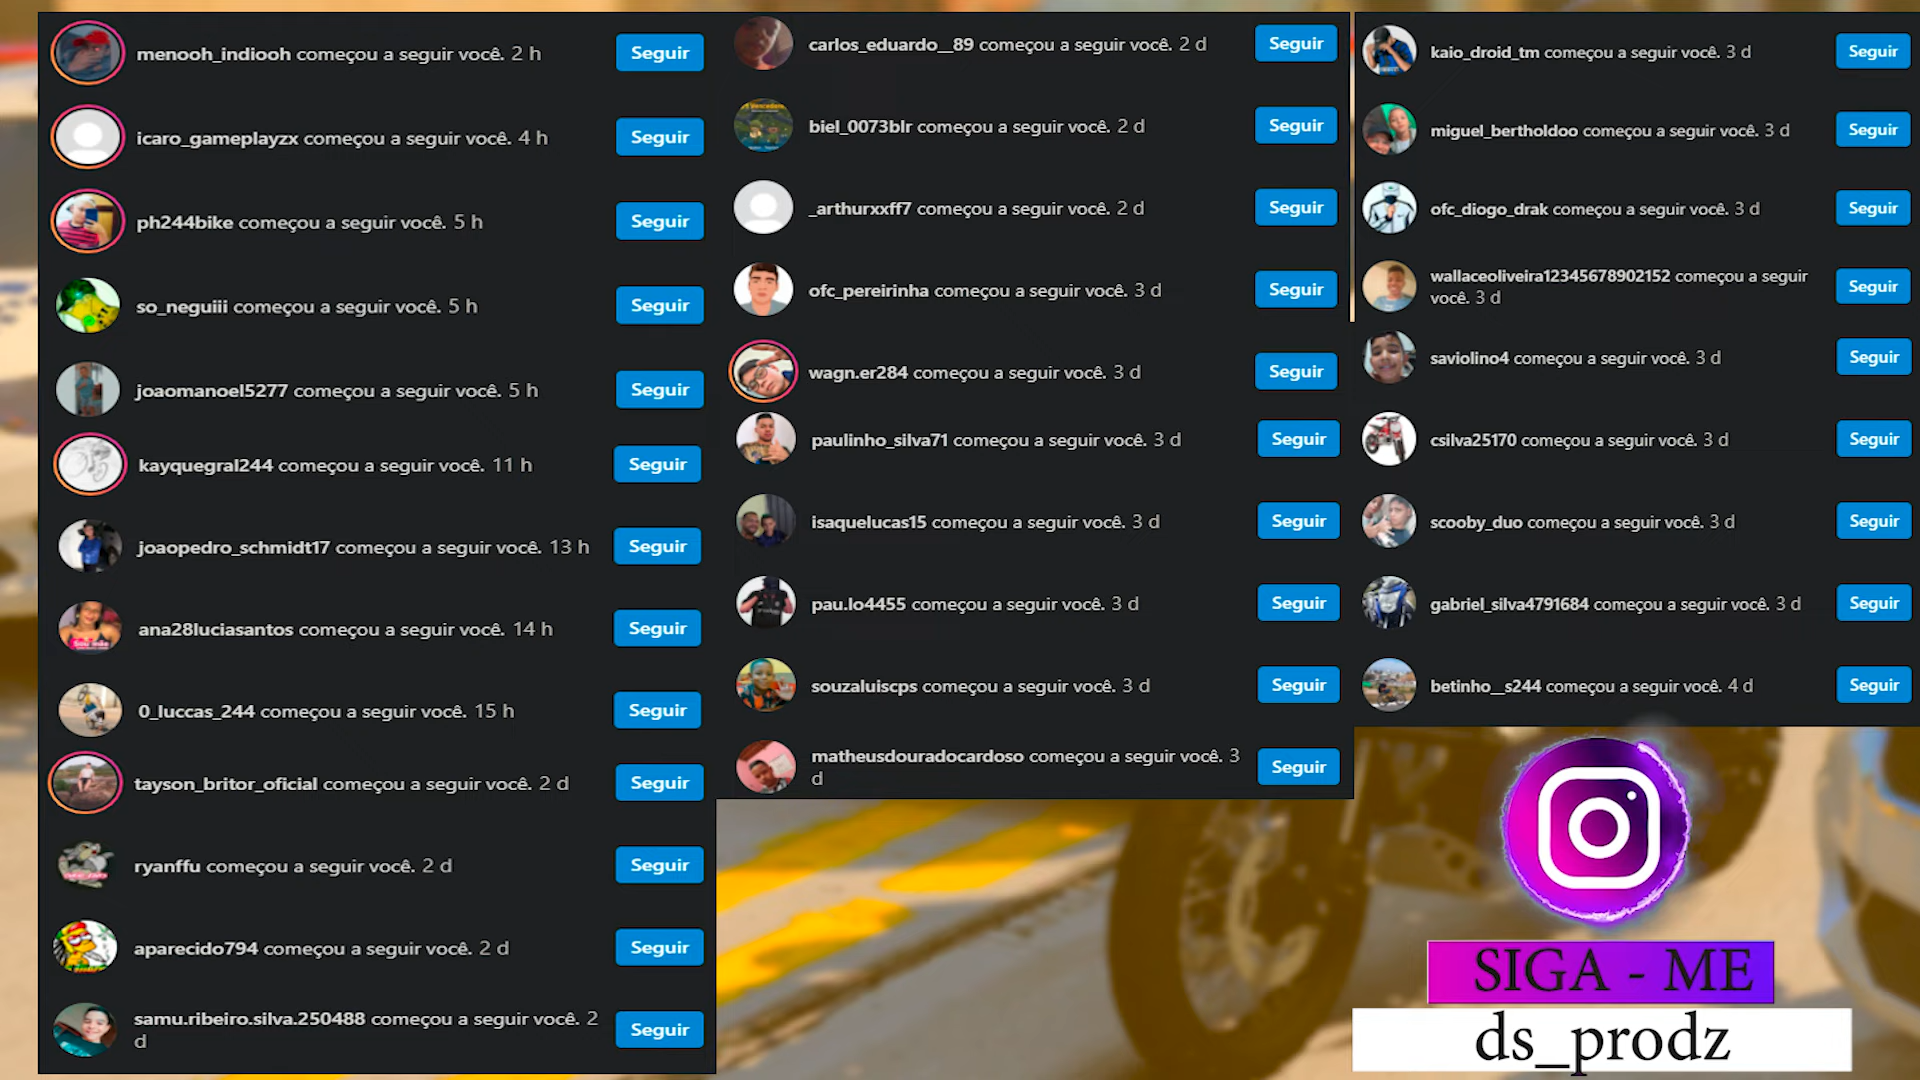 menooh_indiooh começou a seguir você. 2 h
Seguir
icaro_gameplayzx começou a seguir você. 4 h
Seguir
ph244bike começou a seguir você. 5 h
Seguir
so_neguiii começou a seguir você. 5 h
Seguir
joaomanoel5277 começou a seguir você. 5 h
Seguir
kayquegral244 começou a seguir você. 11 h
Seguir
joaopedro_schmidt17 começou a seguir você. 13 h
Seguir
ana28luciasantos começou a seguir você. 14 h
Seguir
0_luccas_244 começou a seguir você. 15 h
Seguir
tayson_britor_oficial começou a seguir você. 2 d
Seguir
ryanffu começou a seguir você. 2 d
Seguir
aparecido794 começou a seguir você. 2 d
Seguir
samu.ribeiro.silva.250488 começou a seguir você. 2
d
Seguir
carlos_eduardo__89 começou a seguir você. 2 d
Seguir
biel_0073blr começou a seguir você. 2 d
Seguir
_arthurxxff7 começou a seguir você. 2 d
Seguir
ofc_pereirinha começou a seguir você. 3 d
Seguir
wagn.er284 começou a seguir você. 3 d
Seguir
paulinho_silva71 começou a seguir você. 3 d
Seguir
isaquelucas15 começou a seguir você. 3 d
Seguir
pau.lo4455 começou a seguir você. 3 d
Seguir
souzaluiscps começou a seguir você. 3 d
Seguir
matheusdouradocardoso começou a seguir você. 3
d
Seguir
kaio_droid_tm começou a seguir você. 3 d
Seguir
miguel_bertholdoo começou a seguir você. 3 d
Seguir
ofc_diogo_drak começou a seguir você. 3 d
Seguir
wallaceoliveira12345678902152 começou a seguir
você. 3 d
Seguir
saviolino4 começou a seguir você. 3 d
Seguir
csilva25170 começou a seguir você. 3 d
Seguir
scooby_duo começou a seguir você. 3 d
Seguir
gabriel_silva4791684 começou a seguir você. 3 d
Seguir
betinho__s244 começou a seguir você. 4 d
Seguir
SIGA - ME
ds_prodz